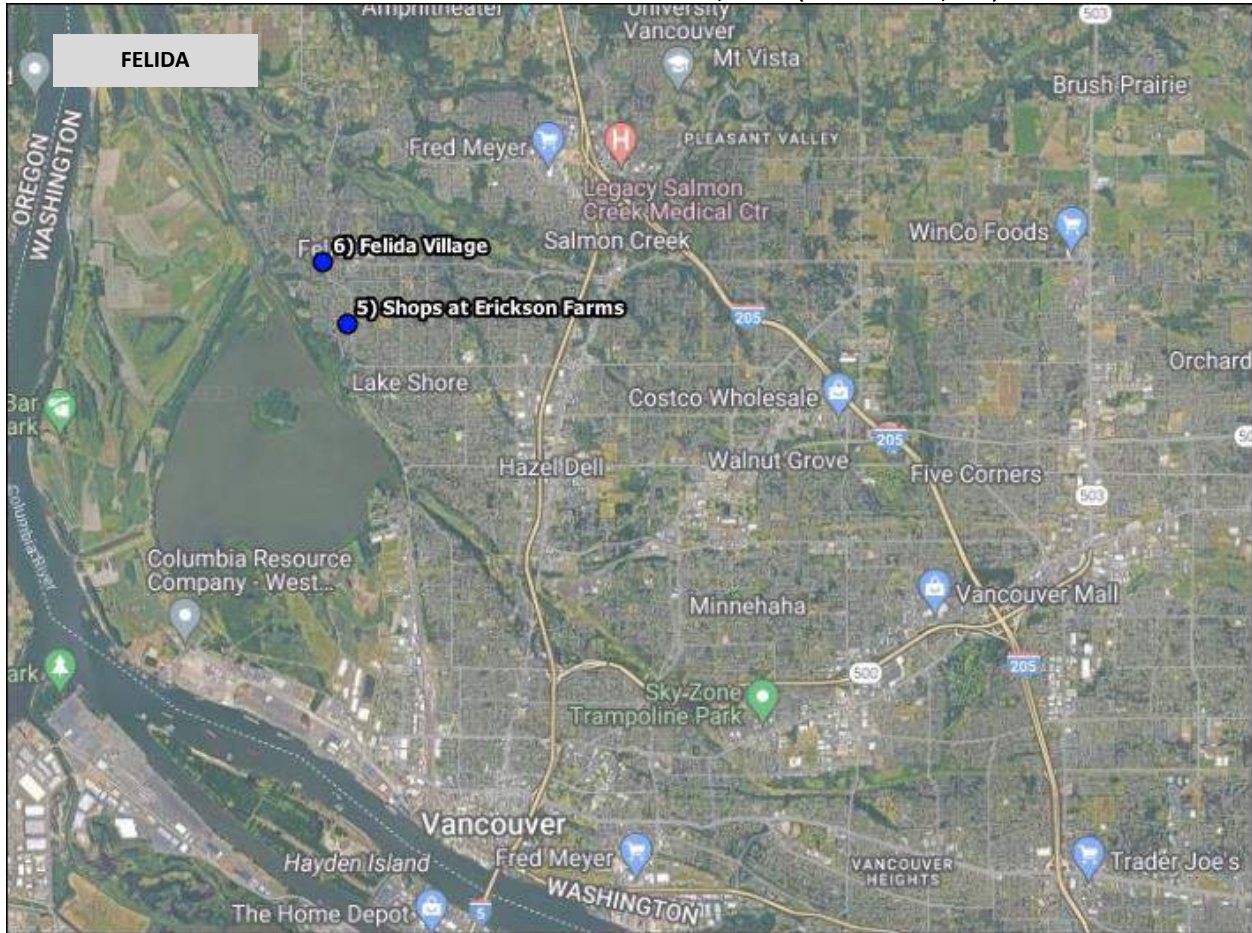 Amphitheater
University
Vancouver
503
FELIDA
Mt Vista
Brush Prairie
OREGON
WASHINGTON
Fred Meyer
H
PLEASANT VALLEY
Legacy Salmon
Creek Medical Ctr
WinCo Foods
Salmon Creek
6) Felida Village
5) Shops at Erickson Farms
205
Orchard
Lake Shore
Costco Wholesale
205
Hazel Dell
Walnut Grove
Five Corners
503
Columbia River
Columbia Resource
Company - West...
Minnehaha
Vancouver Mall
500
205
Sky Zone
Trampoline Park
Vancouver
Hayden Island
Fred Meyer
VANCOUVER
HEIGHTS
Trader Joe's
WASHINGTON
The Home Depot
5